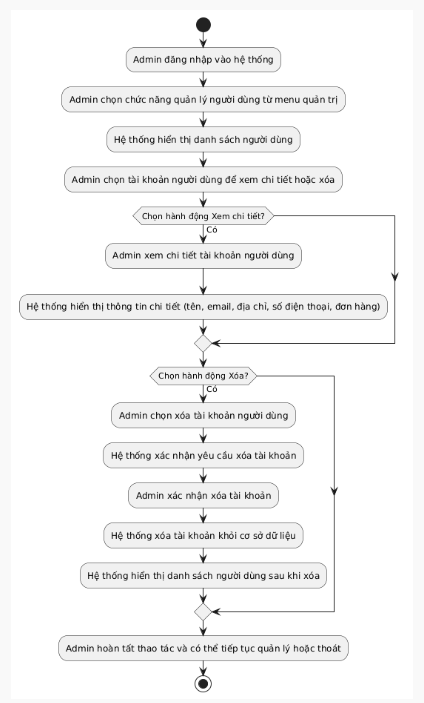 Admin đăng nhập vào hệ thống
Admin chọn chức năng quản lý người dùng từ menu quản trị
Hệ thống hiển thị danh sách người dùng
Admin chọn tài khoản người dùng để xem chi tiết hoặc xóa
Chọn hành động Xem chi tiết?
Có
Admin xem chi tiết tài khoản người dùng
Hệ thống hiển thị thông tin chi tiết (tên, email, địa chỉ, số điện thoại, đơn hàng)
Chọn hành động Xóa?
Có
Admin chọn xóa tài khoản người dùng
Hệ thống xác nhận yêu cầu xóa tài khoản
Admin xác nhận xóa tài khoản
Hệ thống xóa tài khoản khỏi cơ sở dữ liệu
Hệ thống hiển thị danh sách người dùng sau khi xóa
Admin hoàn tất thao tác và có thể tiếp tục quản lý hoặc thoát